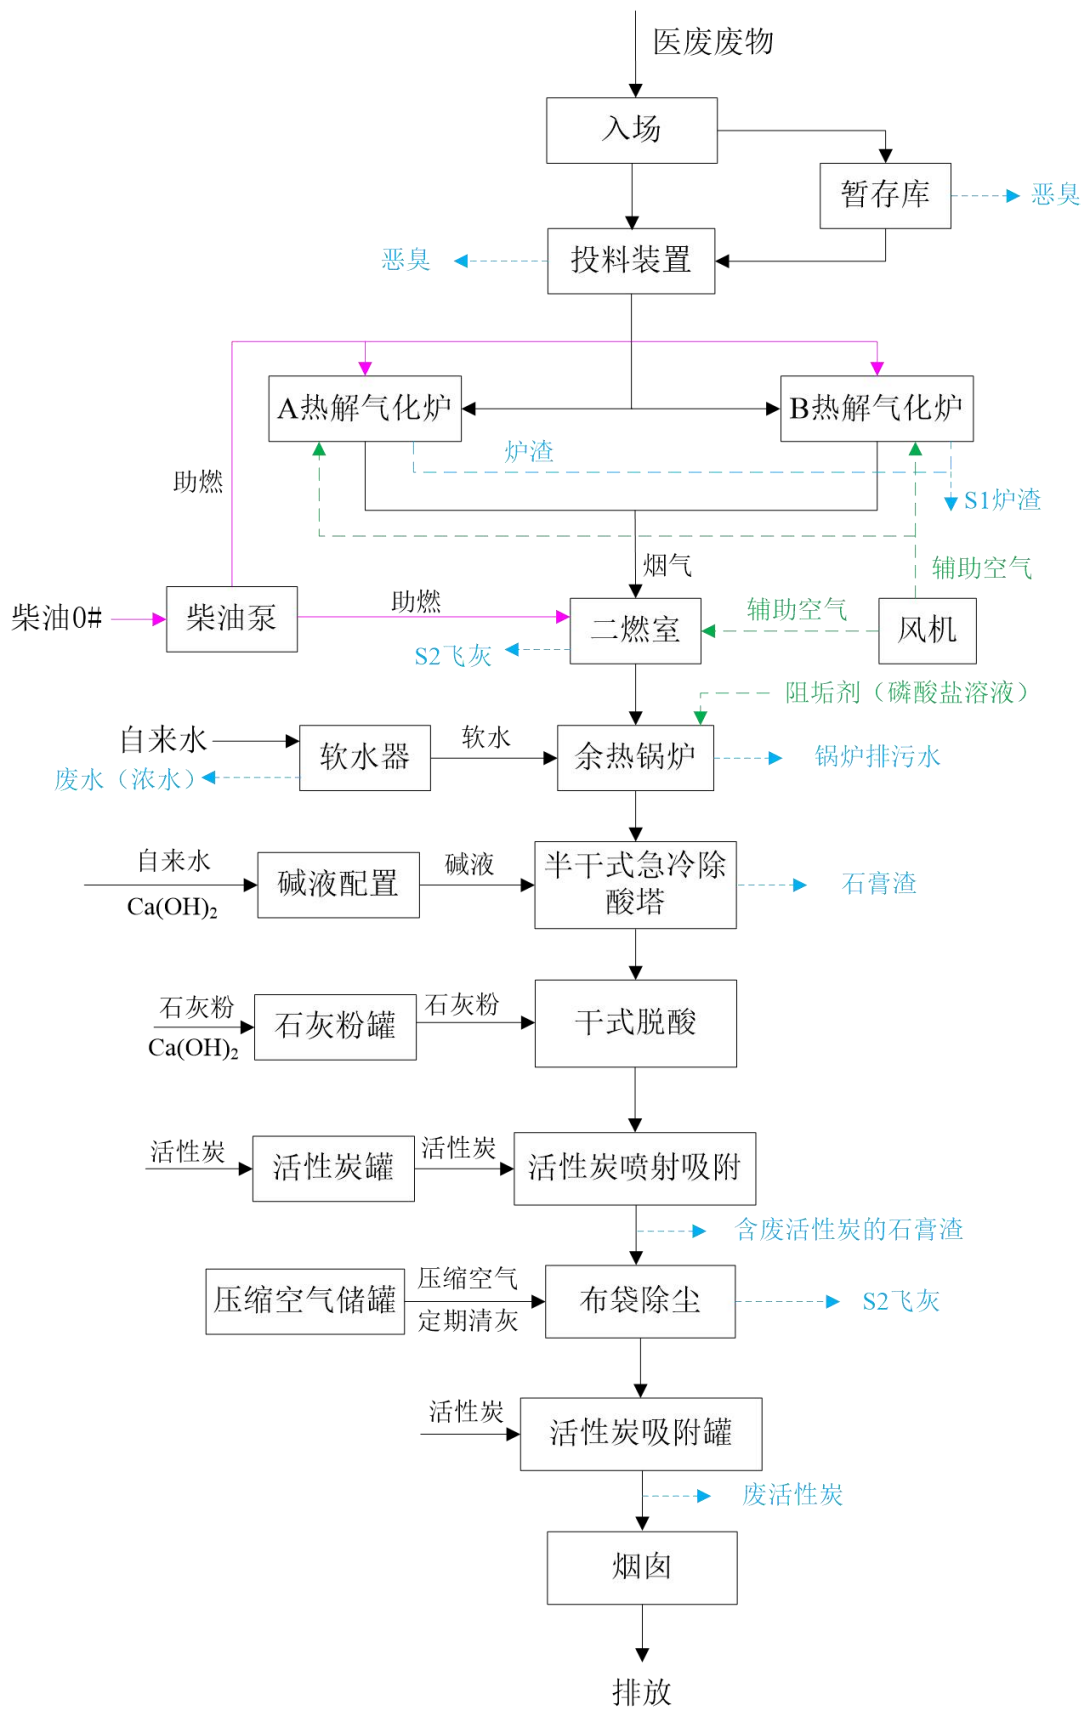 医废废物
入场
暂存库
恶臭
恶臭
投料装置
A热解气化炉
B热解气化炉
炉渣
助燃
S1炉渣
烟气
辅助空气
柴油0#
柴油泵
助燃
二燃室
辅助空气
风机
S2飞灰
阻垢剂（磷酸盐溶液）
自来水
软水器
软水
余热锅炉
锅炉排污水
废水（浓水）
自来水
Ca(OH)₂
碱液配置
碱液
半干式急冷除
酸塔
石膏渣
石灰粉
Ca(OH)₂
石灰粉罐
石灰粉
干式脱酸
活性炭
活性炭罐
活性炭
活性炭喷射吸附
含废活性炭的石膏渣
压缩空气储罐
压缩空气
定期清灰
布袋除尘
S2飞灰
活性炭
活性炭吸附罐
废活性炭
烟囱
排放